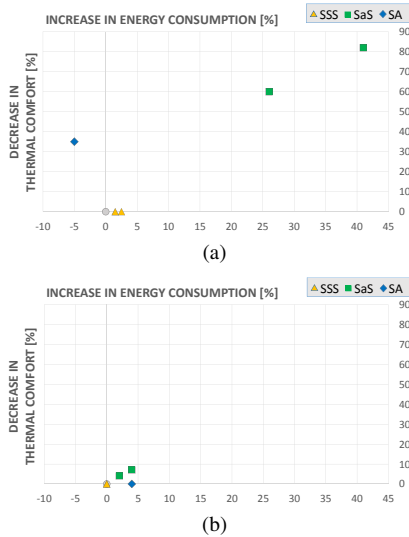 INCREASE IN ENERGY CONSUMPTION [%]
SSS SaS SA
DECREASE IN
THERMAL COMFORT [%]
90
80
70
60
50
40
30
20
10
0
-10 -5 0 5 10 15 20 25 30 35 40 45
(a)
INCREASE IN ENERGY CONSUMPTION [%]
SSS SaS SA
DECREASE IN
THERMAL COMFORT [%]
90
80
70
60
50
40
30
20
10
0
-10 -5 0 5 10 15 20 25 30 35 40 45
(b)